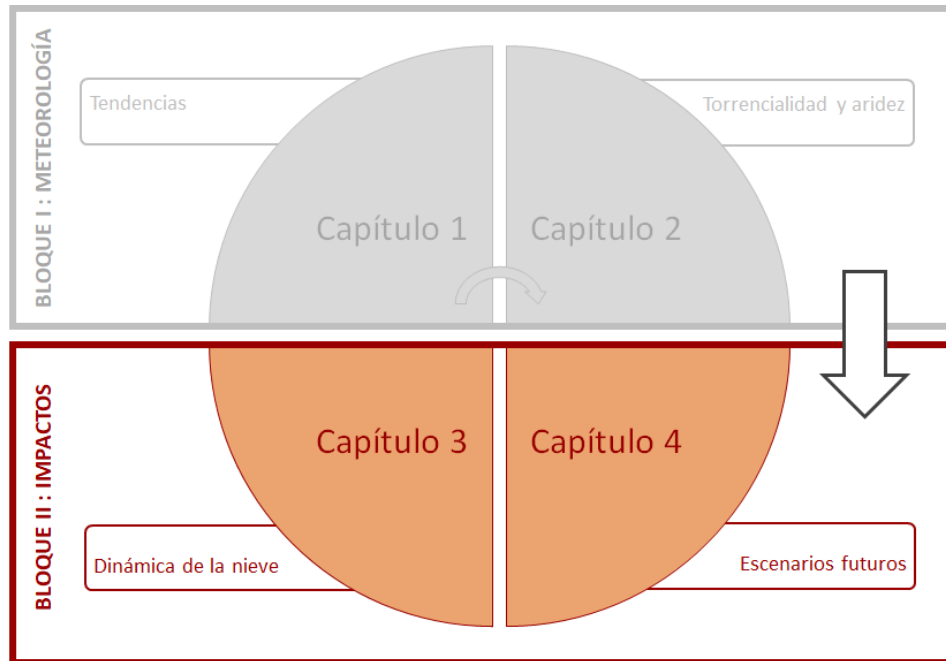 BLOQUE I : METEOROLOGÍA
Tendencias
Torrencialidad y aridez
Capítulo 1
Capítulo 2
BLOQUE II : IMPACTOS
Capítulo 3
Capítulo 4
Dinámica de la nieve
Escenarios futuros